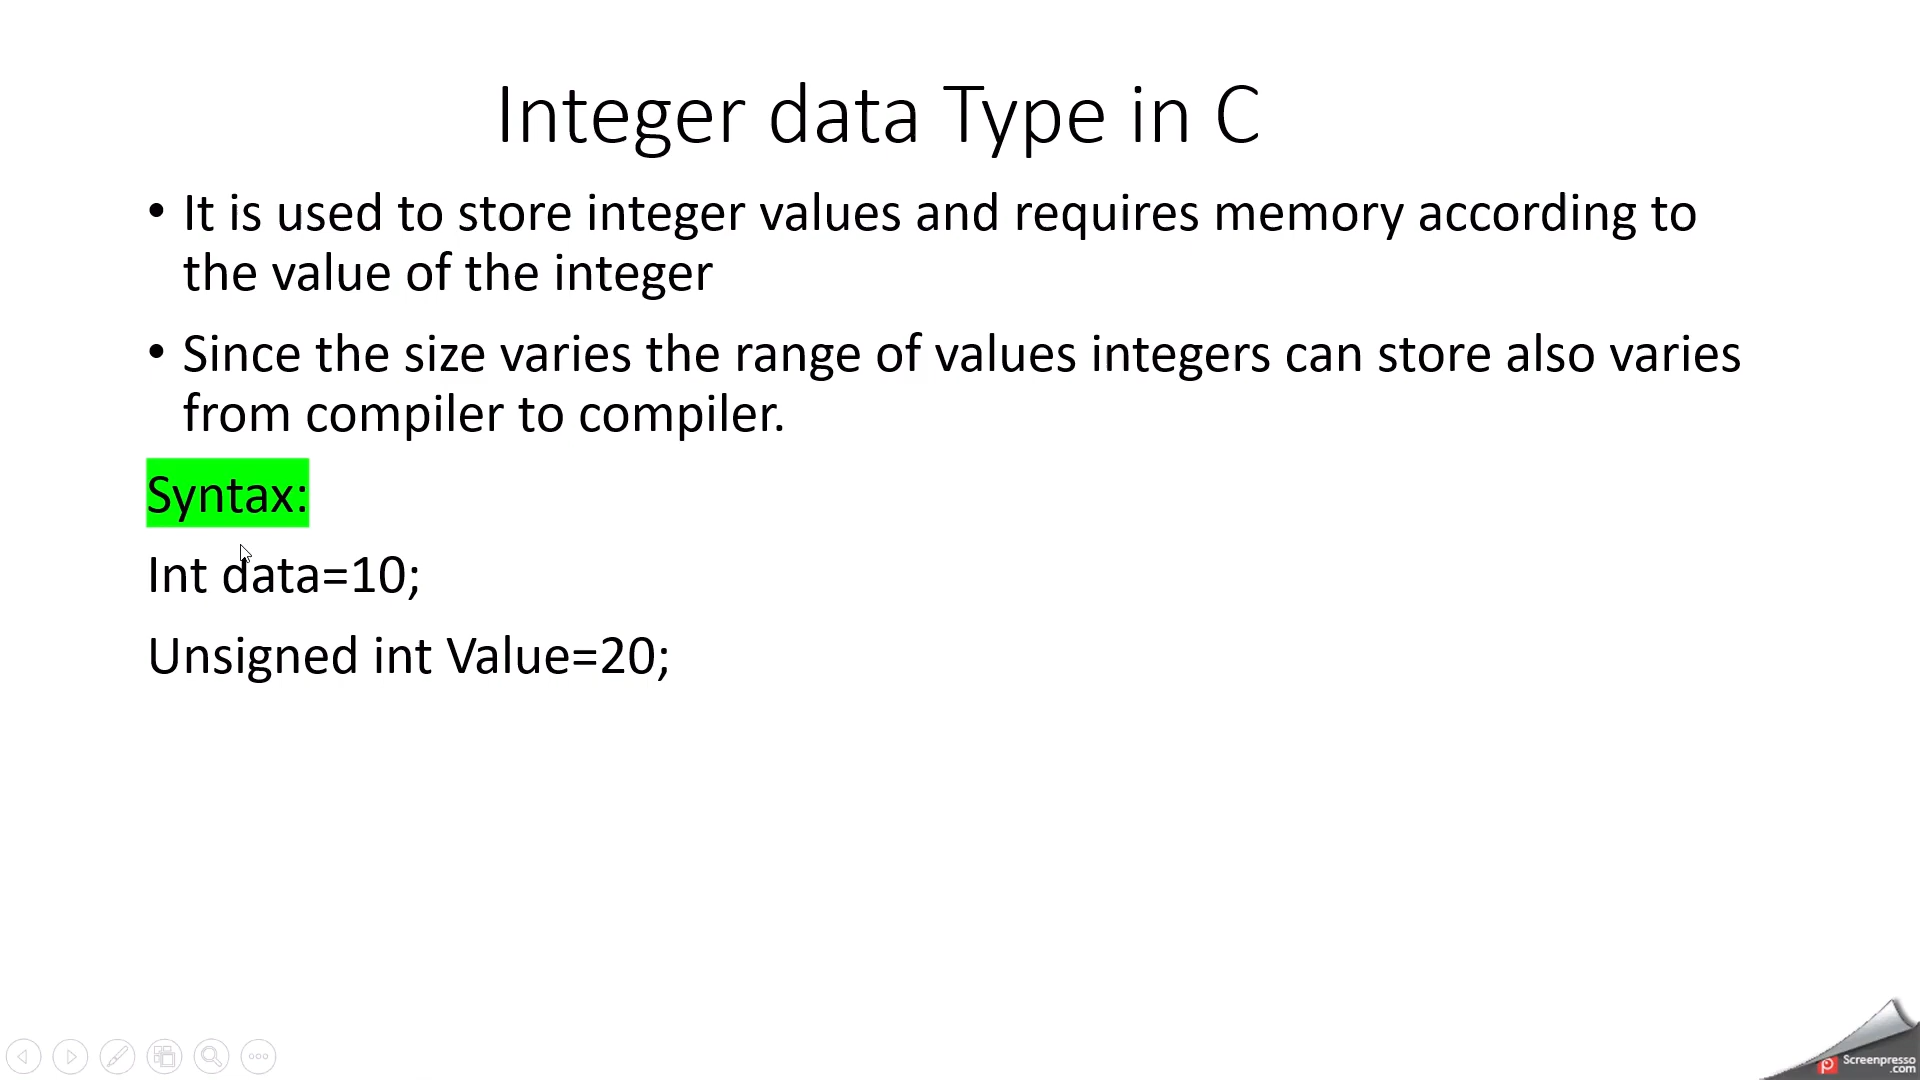 Integer data Type in C
• It is used to store integer values and requires memory according to
the value of the integer
• Since the size varies the range of values integers can store also varies
from compiler to compiler.
Syntax:
Int data=10;
Unsigned int Value=20;
Screenpresso
.com